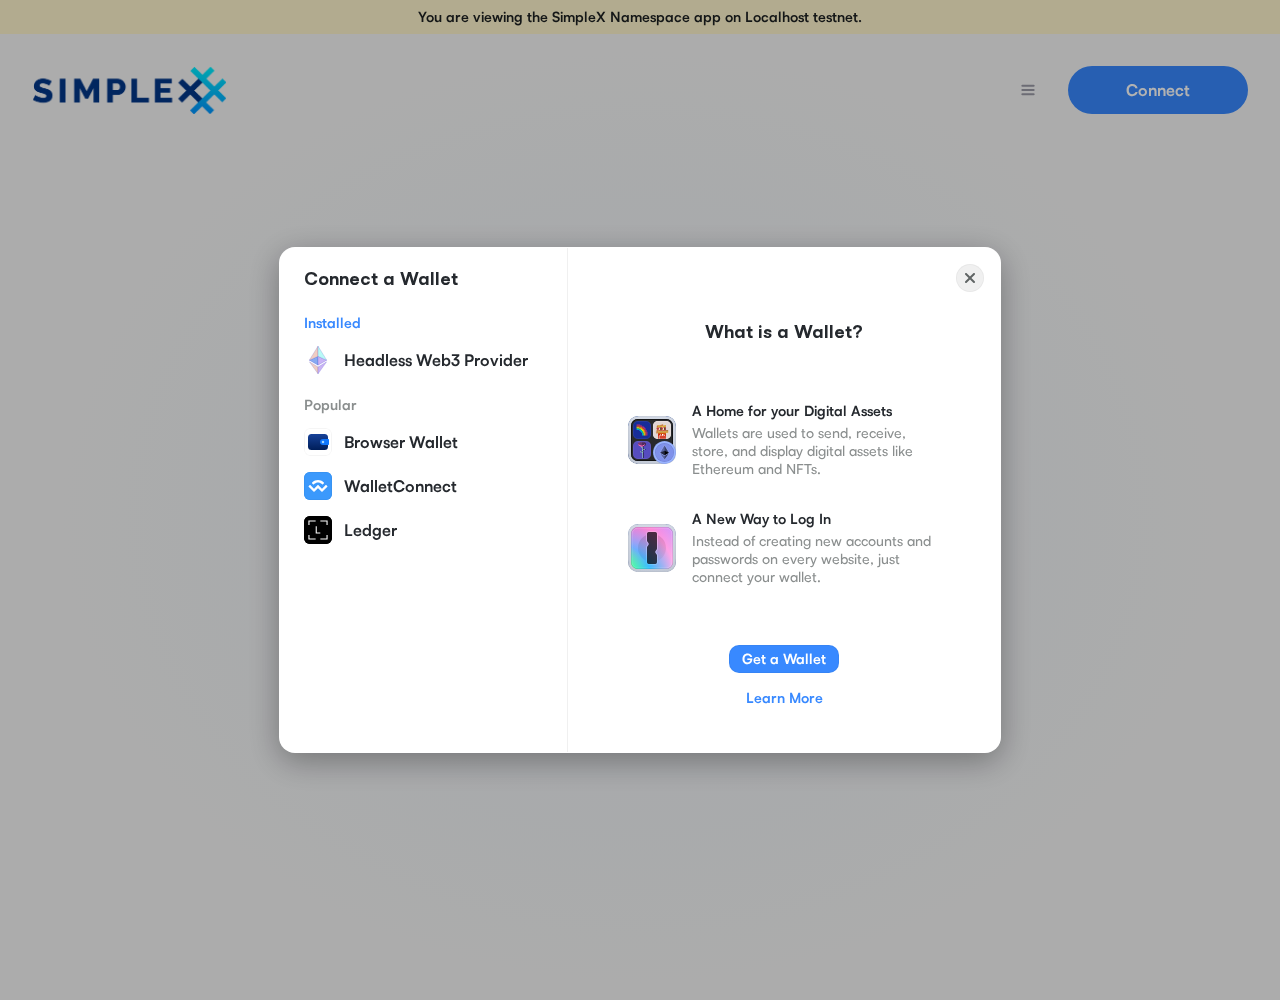 You are viewing the SimpleX Namespace app on Localhost testnet.
SIMPLEX
Connect
Connect a Wallet
Installed
Headless Web3 Provider
Popular
Browser Wallet
WalletConnect
Ledger
What is a Wallet?
A Home for your Digital Assets
Wallets are used to send, receive,
store, and display digital assets like
Ethereum and NFTs.
A New Way to Log In
Instead of creating new accounts and
passwords on every website, just
connect your wallet.
Get a Wallet
Learn More